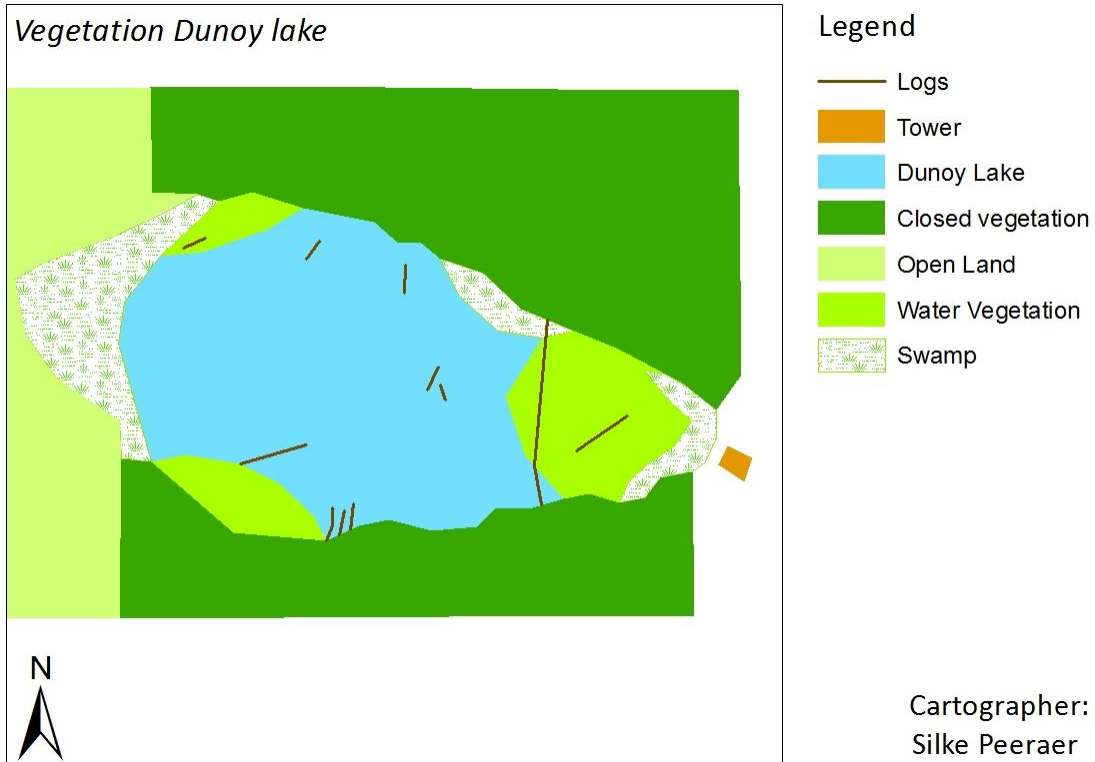 Vegetation Dunoy lake
Legend
Logs
Tower
Dunoy Lake
Closed vegetation
Open Land
Water Vegetation
Swamp
N
Cartographer:
Silke Peeraer